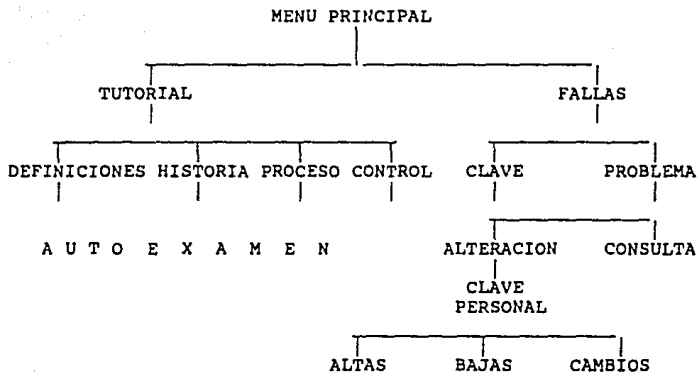 MENU PRINCIPAL
TUTORIAL FALLAS
DEFINICIONES HISTORIA PROCESO CONTROL CLAVE PROBLEMA
A U T O E X A M E N ALTERACION CONSULTA
CLAVE
PERSONAL
ALTAS BAJAS CAMBIOS